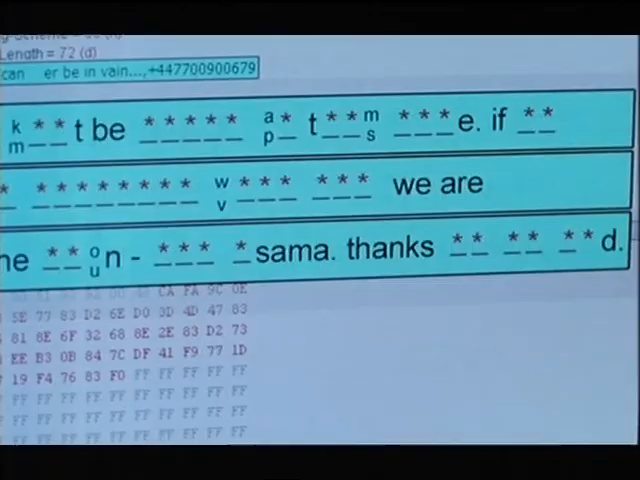 Length = 72 (d)
can er be in vain...,+447700900679
k m * * t be * * * * * a p * t * * m s * * * e. if * *
* * * * * * * * * w v * * * * * * we are
he * * o u n - * * * * sama. thanks * * * * * * d.
CA FA 9C 0E
5E 77 83 D2 6E D0 3D 4D 47 83
81 8E 6F 32 68 8E 2E 83 D2 73
EE B3 0B 84 7C DF 41 F9 77 1D
19 F4 76 83 F0 FF FF FF FF FF
FF FF FF FF FF FF FF FF FF FF
FF FF FF FF FF FF FF FF FF FF
FF FF FF FF FF FF FF FF FF FF